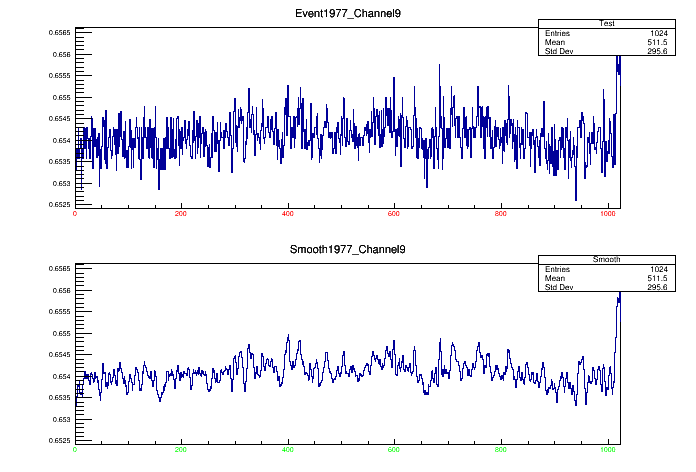 Event1977_Channel9
Test
Entries 1024
Mean 511.5
Std Dev 295.6
0.6565
0.656
0.6555
0.655
0.6545
0.654
0.6535
0.653
0.6525
0 200 400 600 800 1000
Smooth1977_Channel9
Smooth
Entries 1024
Mean 511.5
Std Dev 295.6
0.6565
0.656
0.6555
0.655
0.6545
0.654
0.6535
0.653
0.6525
0 200 400 600 800 1000